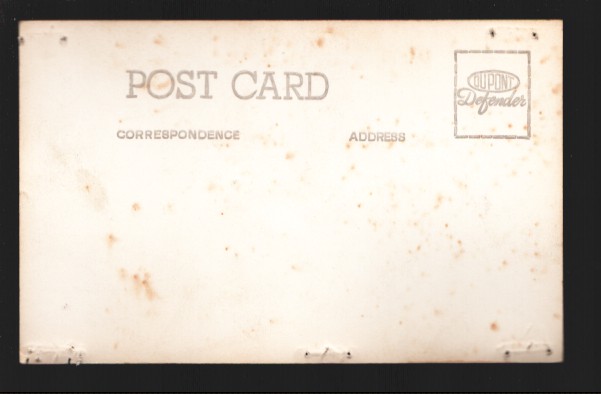 POST CARD
DUPONT
Defender
CORRESPONDENCE
ADDRESS